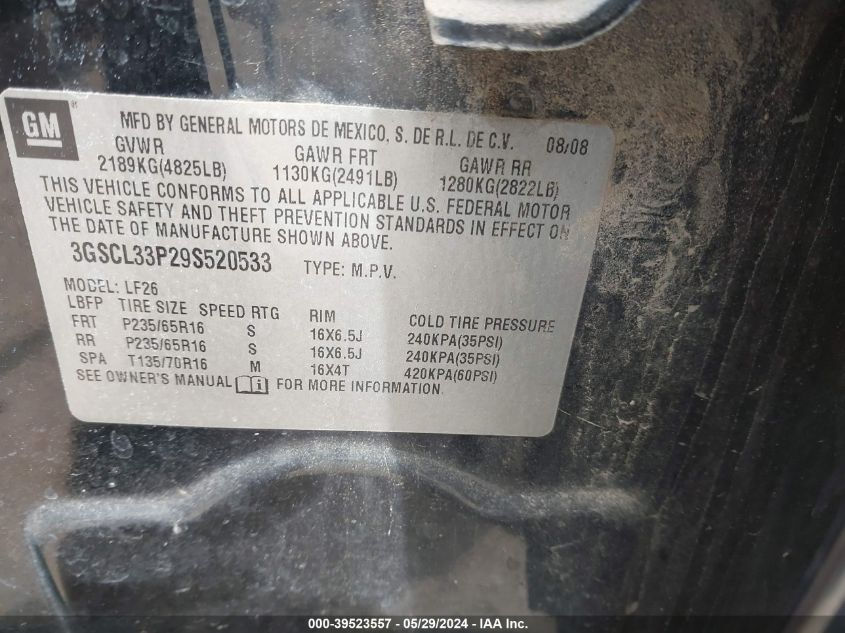 GM ®
MFD BY GENERAL MOTORS DE MEXICO, S. DE R.L. DE C.V. 08/08
GVWR GAWR FRT GAWR RR
2189KG(4825LB) 1130KG(2491LB) 1280KG(2822LB)
THIS VEHICLE CONFORMS TO ALL APPLICABLE U.S. FEDERAL MOTOR
VEHICLE SAFETY AND THEFT PREVENTION STANDARDS IN EFFECT ON
THE DATE OF MANUFACTURE SHOWN ABOVE.
3GSCL33P29S520533 TYPE: M.P.V.
MODEL: LF26
LBFP TIRE SIZE SPEED RTG RIM COLD TIRE PRESSURE
FRT P235/65R16 S 16X6.5J 240KPA(35PSI)
RR P235/65R16 S 16X6.5J 240KPA(35PSI)
SPA T135/70R16 M 16X4T 420KPA(60PSI)
SEE OWNER'S MANUAL i FOR MORE INFORMATION.
000-39523557 - 05/29/2024 - IAA Inc.